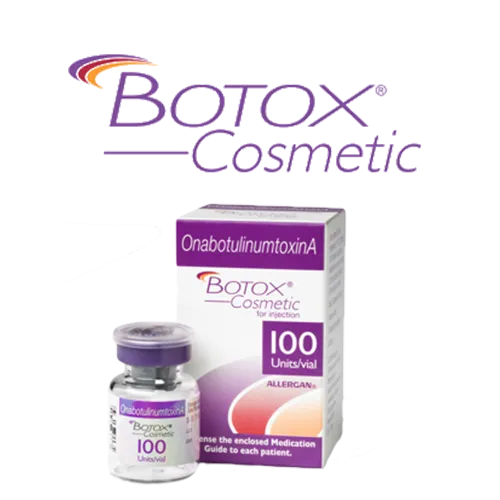 BOTOX®
Cosmetic
OnabotulinumtoxinA
BOTOX®
Cosmetic
for injection
100
Units/vial
ALLERGAN
ense the enclosed Medication
Guide to each patient.
OnabotulinumtoxinA
BOTOX
Cosmetic
100
Units/vial